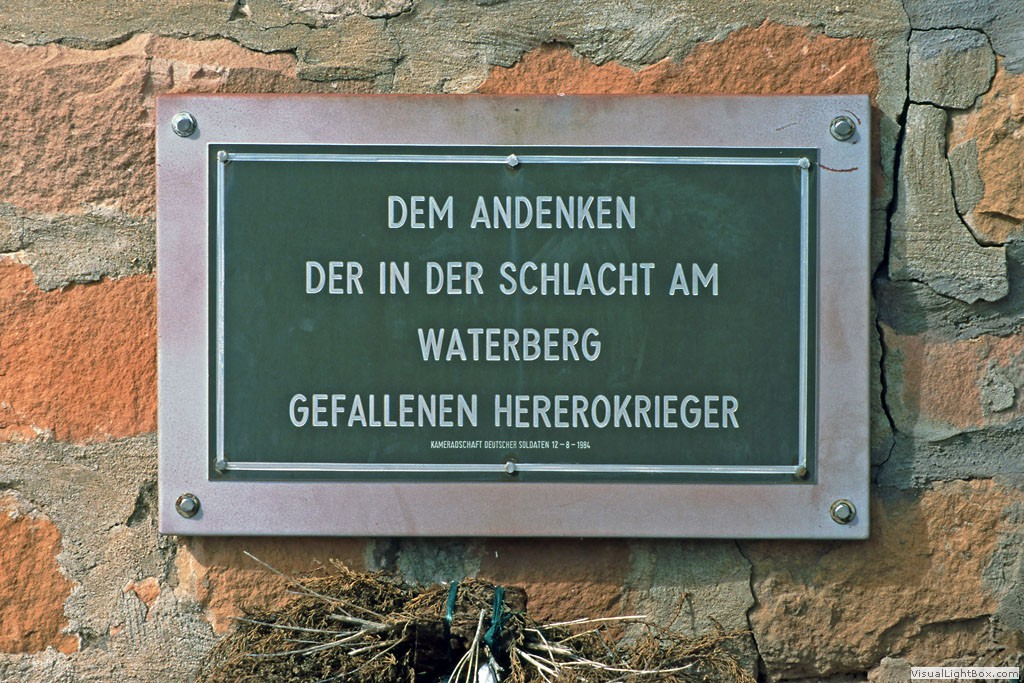 DEM ANDENKEN
DER IN DER SCHLACHT AM
WATERBERG
GEFALLENEN HEREROKRIEGER
KAMERADSCHAFT DEUTSCHER SOLDATEN 12-8-1984
VisualLightBox.com